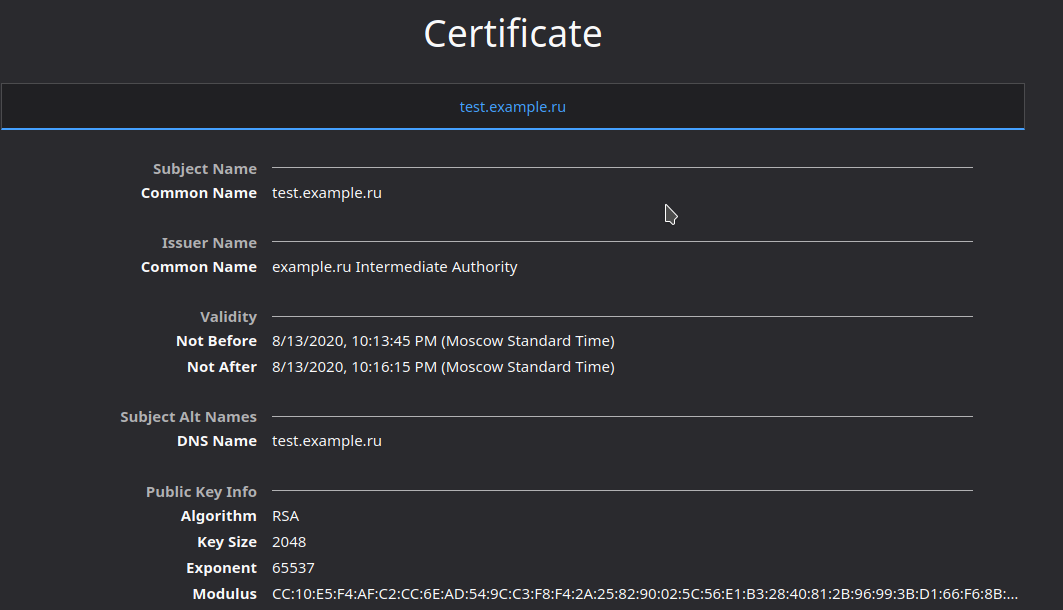 Certificate
test.example.ru
Subject Name
Common Name test.example.ru
Issuer Name
Common Name example.ru Intermediate Authority
Validity
Not Before 8/13/2020, 10:13:45 PM (Moscow Standard Time)
Not After 8/13/2020, 10:16:15 PM (Moscow Standard Time)
Subject Alt Names
DNS Name test.example.ru
Public Key Info
Algorithm RSA
Key Size 2048
Exponent 65537
Modulus CC:10:E5:F4:AF:C2:CC:6E:AD:54:9C:C3:F8:F4:2A:25:82:90:02:5C:56:E1:B3:28:40:81:2B:96:99:3B:D1:66:F6:8B:...